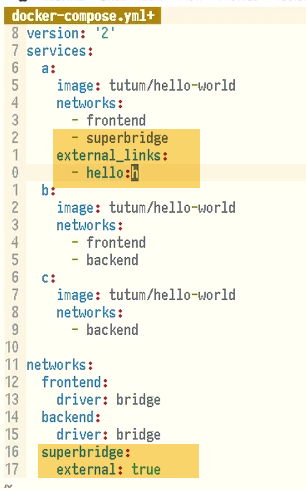 docker-compose.yml+
8 version: '2'
7 services:
6   a:
5     image: tutum/hello-world
4     networks:
3       - frontend
2       - superbridge
1     external_links:
0       - hello:h
1   b:
2     image: tutum/hello-world
3     networks:
4       - frontend
5       - backend
6   c:
7     image: tutum/hello-world
8     networks:
9       - backend
10
11 networks:
12   frontend:
13     driver: bridge
14   backend:
15     driver: bridge
16   superbridge:
17     external: true